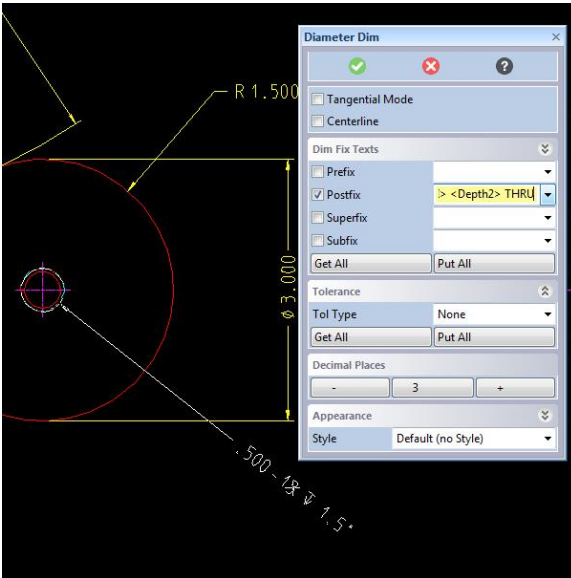 Diameter Dim
Tangential Mode
Centerline
Dim Fix Texts
Prefix
Postfix > <Depth2> THRU
Superfix
Subfix
Get All Put All
Tolerance
Tol Type None
Get All Put All
Decimal Places
- 3 +
Appearance
Style Default (no Style)
R 1.500
⌀ 3.000
.500 ↧ 1.5"